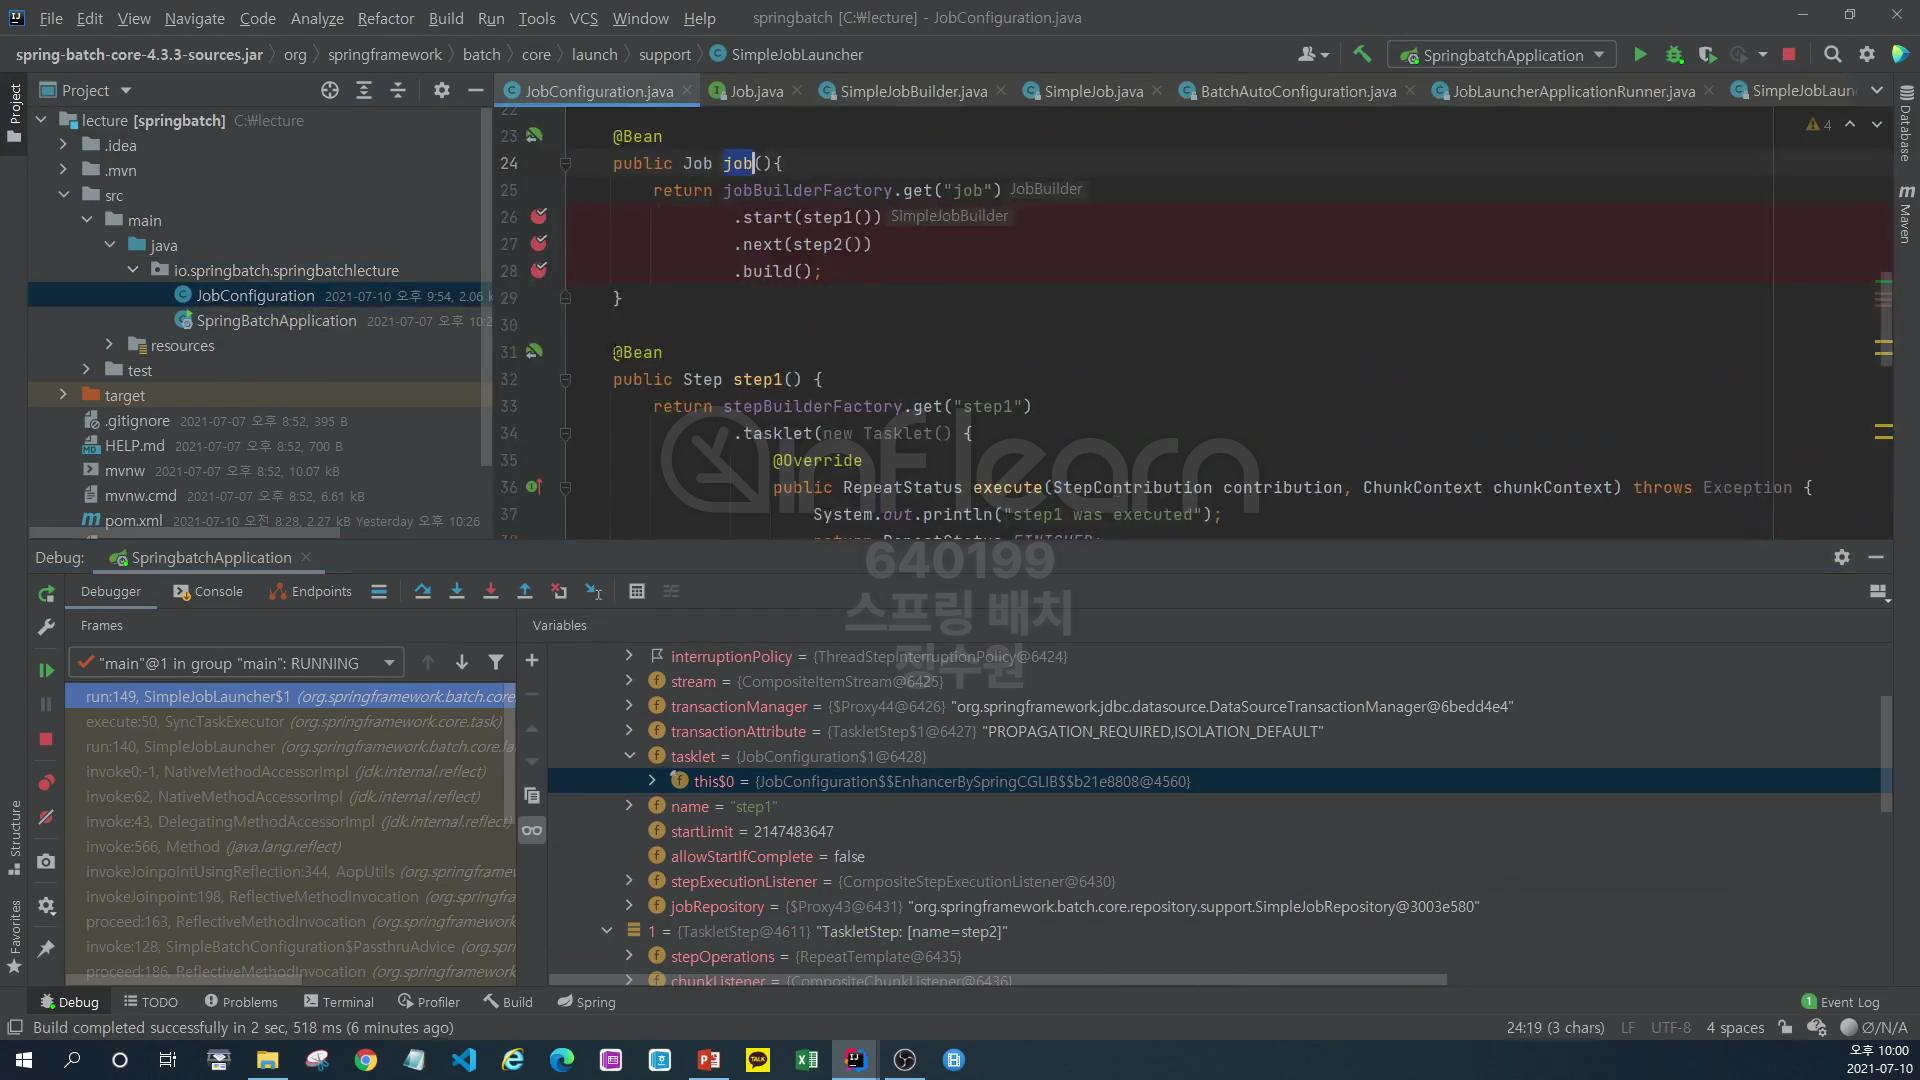 File Edit View Navigate Code Analyze Refactor Build Run Tools VCS Window Help springbatch [C:\lecture] - JobConfiguration.java
spring-batch-core-4.3.3-sources.jar org springframework batch core launch support SimpleJobLauncher SpringbatchApplication
Project JobConfiguration.java Job.java SimpleJobBuilder.java SimpleJob.java BatchAutoConfiguration.java JobLauncherApplicationRunner.java SimpleJobLaun
Project
Database
Maven
lecture [springbatch] C:\lecture
.idea
.mvn
src
main
java
io.springbatch.springbatchlecture
JobConfiguration 2021-07-10 오후 9:54, 2.06 k
SpringBatchApplication 2021-07-07 오후 10:2
resources
test
target
.gitignore 2021-07-07 오후 8:52, 395 B
HELP.md 2021-07-07 오후 8:52, 700 B
mvnw 2021-07-07 오후 8:52, 10.07 kB
mvnw.cmd 2021-07-07 오후 8:52, 6.61 kB
pom.xml 2021-07-10 오전 8:28, 2.27 kB Yesterday 오후 10:26
22
4
23 @Bean
24 public Job job(){
25 return jobBuilderFactory.get("job") JobBuilder
26 .start(step1()) SimpleJobBuilder
27 .next(step2())
28 .build();
29 }
30
31 @Bean
32 public Step step1() {
33 return stepBuilderFactory.get("step1")
34 .tasklet(new Tasklet() {
35 @Override
36 public RepeatStatus execute(StepContribution contribution, ChunkContext chunkContext) throws Exception {
37 System.out.println("step1 was executed");
38 return RepeatStatus.FINISHED;
inflearn
640199
스프링 배치
정수원
Debug: SpringbatchApplication
Debugger Console Endpoints
Frames Variables
"main"@1 in group "main": RUNNING
run:149, SimpleJobLauncher$1 (org.springframework.batch.core.
execute:50, SyncTaskExecutor (org.springframework.core.task)
run:140, SimpleJobLauncher (org.springframework.batch.core.la
invoke0:-1, NativeMethodAccessorImpl (jdk.internal.reflect)
invoke:62, NativeMethodAccessorImpl (jdk.internal.reflect)
invoke:43, DelegatingMethodAccessorImpl (jdk.internal.reflect)
invoke:566, Method (java.lang.reflect)
invokeJoinpointUsingReflection:344, AopUtils (org.springframew
invokeJoinpoint:198, ReflectiveMethodInvocation (org.springfran
proceed:163, ReflectiveMethodInvocation (org.springframework
invoke:128, SimpleBatchConfiguration$PassthruAdvice (org.spri
proceed:186, ReflectiveMethodInvocation (org.springframework
interruptionPolicy = {ThreadStepInterruptionPolicy@6424}
stream = {CompositeItemStream@6425}
transactionManager = {$Proxy44@6426} "org.springframework.jdbc.datasource.DataSourceTransactionManager@6bedd4e4"
transactionAttribute = {TaskletStep$1@6427} "PROPAGATION_REQUIRED,ISOLATION_DEFAULT"
tasklet = {JobConfiguration$1@6428}
this$0 = {JobConfiguration$$EnhancerBySpringCGLIB$$b21e8808@4560}
name = "step1"
startLimit = 2147483647
allowStartIfComplete = false
stepExecutionListener = {CompositeStepExecutionListener@6430}
jobRepository = {$Proxy43@6431} "org.springframework.batch.core.repository.support.SimpleJobRepository@3003e580"
1 = {TaskletStep@4611} "TaskletStep: [name=step2]"
stepOperations = {RepeatTemplate@6435}
chunkListener = {CompositeChunkListener@6436}
Structure
Favorites
Debug TODO Problems Terminal Profiler Build Spring 1 Event Log
Build completed successfully in 2 sec, 518 ms (6 minutes ago) 24:19 (3 chars) LF UTF-8 4 spaces Ø/N/A
TALK
오후 10:00
2021-07-10